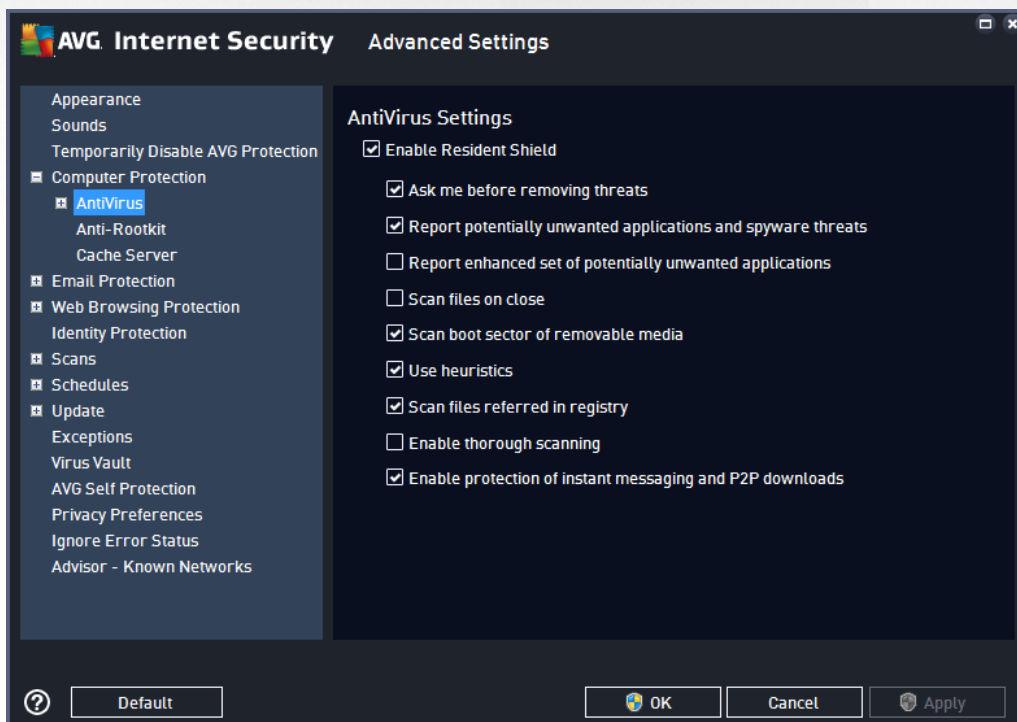 AVG. Internet Security Advanced Settings
Appearance
Sounds
Temporarily Disable AVG Protection
Computer Protection
AntiVirus
Anti-Rootkit
Cache Server
Email Protection
Web Browsing Protection
Identity Protection
Scans
Schedules
Update
Exceptions
Virus Vault
AVG Self Protection
Privacy Preferences
Ignore Error Status
Advisor - Known Networks
AntiVirus Settings
Enable Resident Shield
Ask me before removing threats
Report potentially unwanted applications and spyware threats
Report enhanced set of potentially unwanted applications
Scan files on close
Scan boot sector of removable media
Use heuristics
Scan files referred in registry
Enable thorough scanning
Enable protection of instant messaging and P2P downloads
? Default OK Cancel Apply